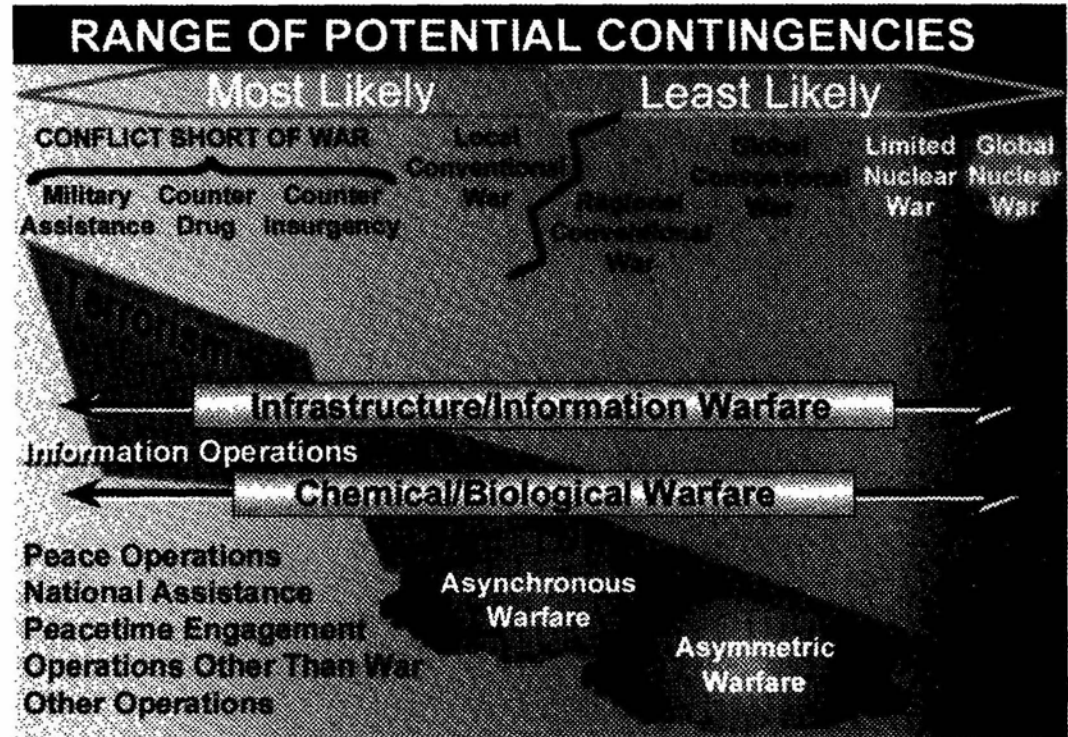 RANGE OF POTENTIAL CONTINGENCIES
Most Likely
Least Likely
CONFLICT SHORT OF WAR
Military
Assistance
Counter
Drug
Counter
Insurgency
Local
Conventional
War
Regional
Conventional
War
Global
Conventional
War
Limited
Nuclear
War
Global
Nuclear
War
Terrorism
Infrastructure/Information Warfare
Information Operations
Chemical/Biological Warfare
Peace Operations
National Assistance
Peacetime Engagement
Operations Other Than War
Other Operations
Asynchronous
Warfare
Asymmetric
Warfare